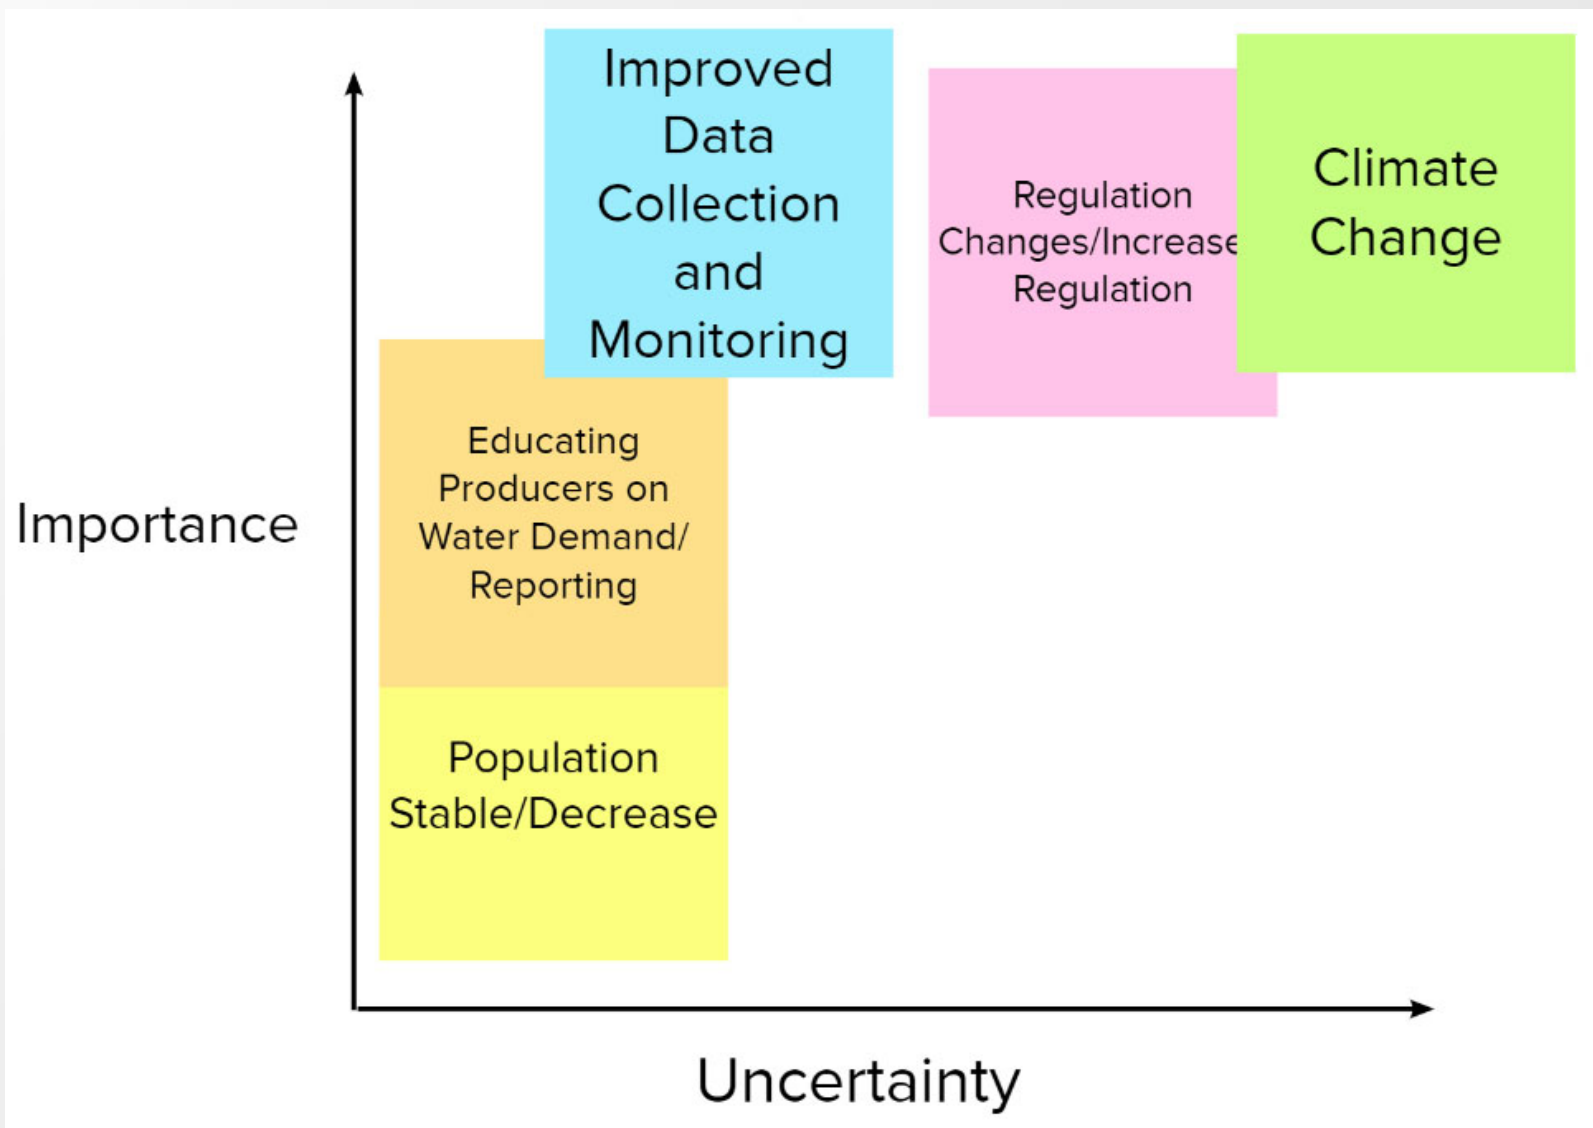 Improved
Data
Collection
and
Monitoring
Regulation
Changes/Increase
Regulation
Climate
Change
Educating
Producers on
Water Demand/
Reporting
Importance
Population
Stable/Decrease
Uncertainty